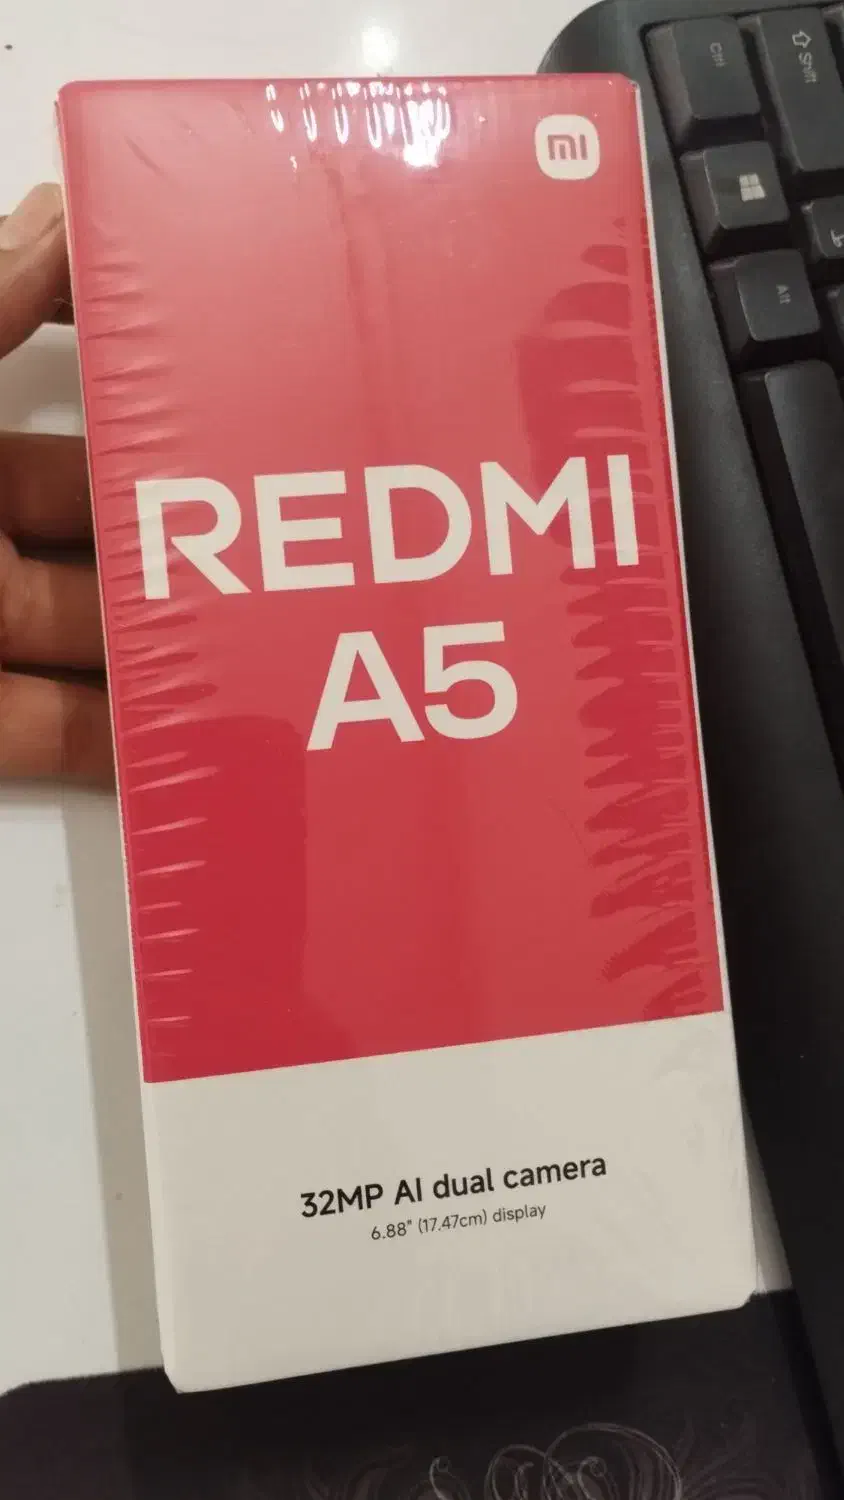 mi
REDMI
A5
32MP AI dual camera
6.88" (17.47cm) display
Ctrl
Shift
Alt